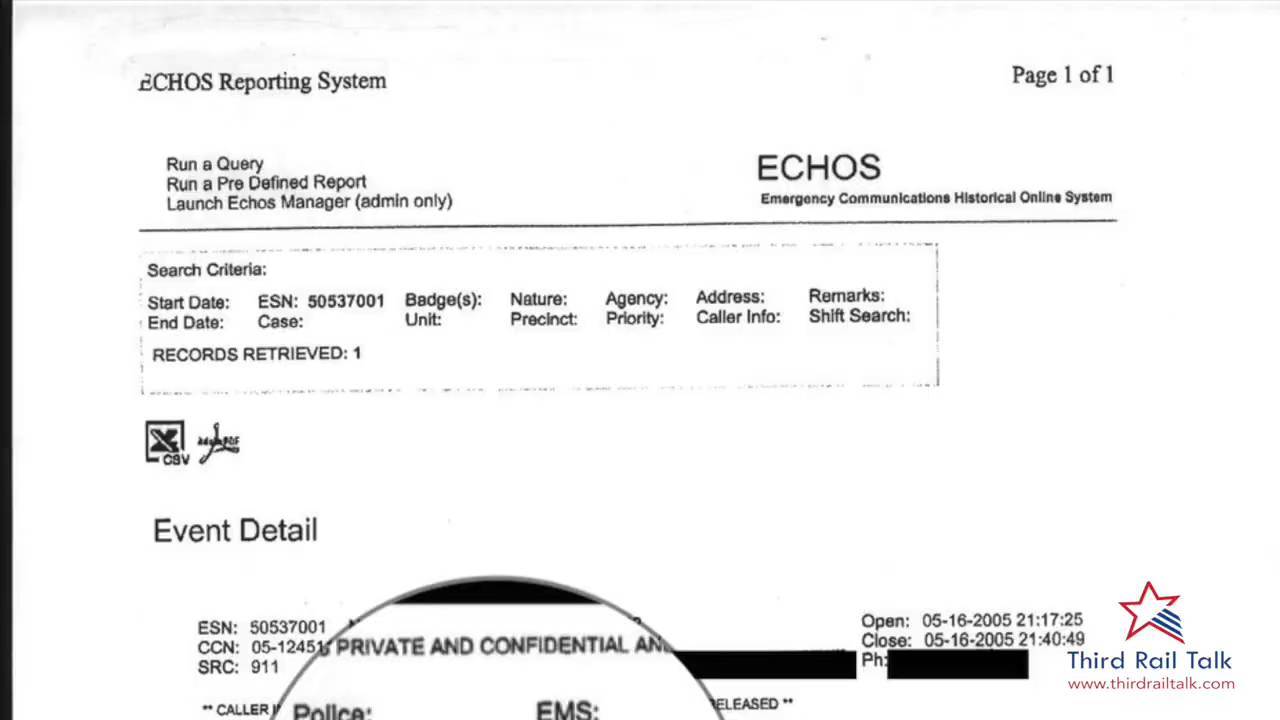 ECHOS Reporting System
Page 1 of 1
Run a Query
Run a Pre Defined Report
Launch Echos Manager (admin only)
ECHOS
Emergency Communications Historical Online System
Search Criteria:
Start Date: ESN: 50537001 Badge(s): Nature: Agency: Address: Remarks:
End Date: Case: Unit: Precinct: Priority: Caller Info: Shift Search:
RECORDS RETRIEVED: 1
CSV
Event Detail
ESN: 50537001
CCN: 05-12451
SRC: 911
Open: 05-16-2005 21:17:25
Close: 05-16-2005 21:40:49
Ph:
PRIVATE AND CONFIDENTIAL
** CALLER
RELEASED **
Police: EMS:
Third Rail Talk
www.thirdrailtalk.com